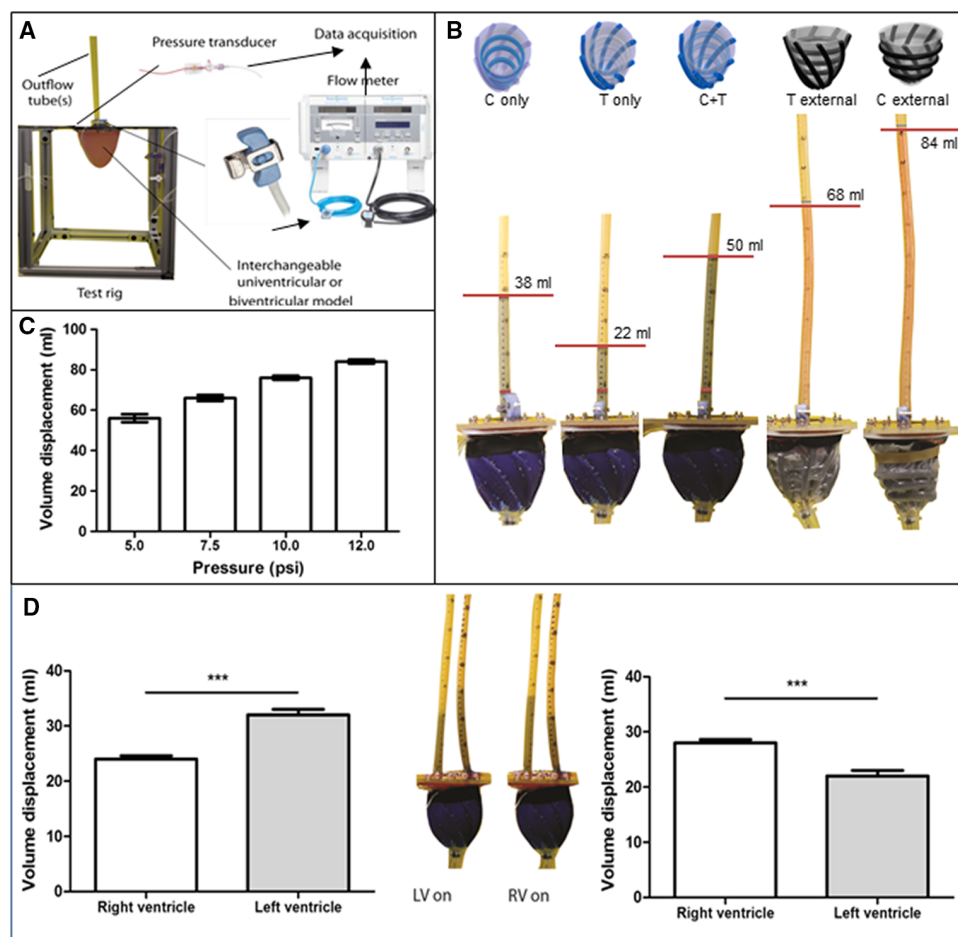 A
Pressure transducer
Data acquisition
Outflow
tube(s)
Flow meter
Interchangeable
univentricular or
biventricular model
Test rig
B
C only
T only
C+T
T external
C external
38 ml
22 ml
50 ml
68 ml
84 ml
C
Volume displacement (ml)
100
80
60
40
20
0
5.0
7.5
10.0
12.0
Pressure (psi)
D
Volume displacement (ml)
40
30
20
10
0
***
Right ventricle
Left ventricle
LV on
RV on
Volume displacement (ml)
40
30
20
10
0
***
Right ventricle
Left ventricle